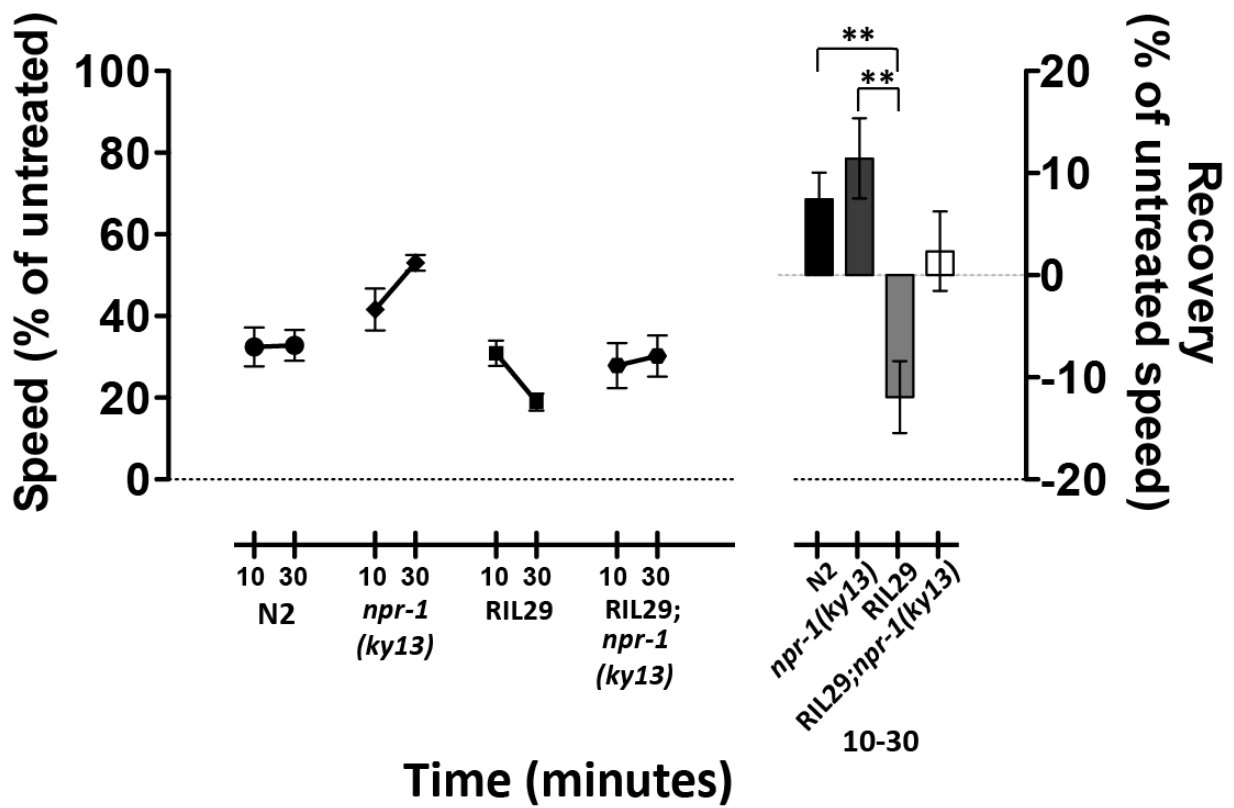 Speed (% of untreated)
100
80
60
40
20
0
10 30
N2
10 30
npr-1
(ky13)
10 30
RIL29
10 30
RIL29;
npr-1
(ky13)
**
**
20
10
0
-10
-20
Recovery
(% of untreated speed)
N2
npr-1(ky13)
RIL29
RIL29;npr-1(ky13)
10-30
Time (minutes)